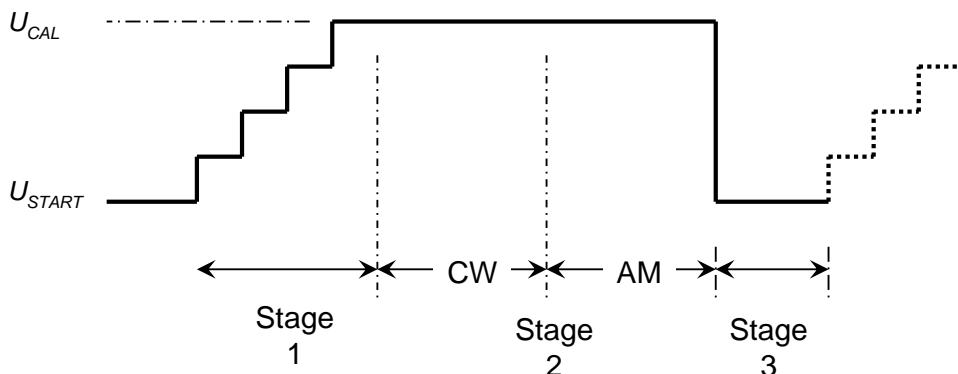 U_CAL
U_START
CW
AM
Stage
1
Stage
2
Stage
3